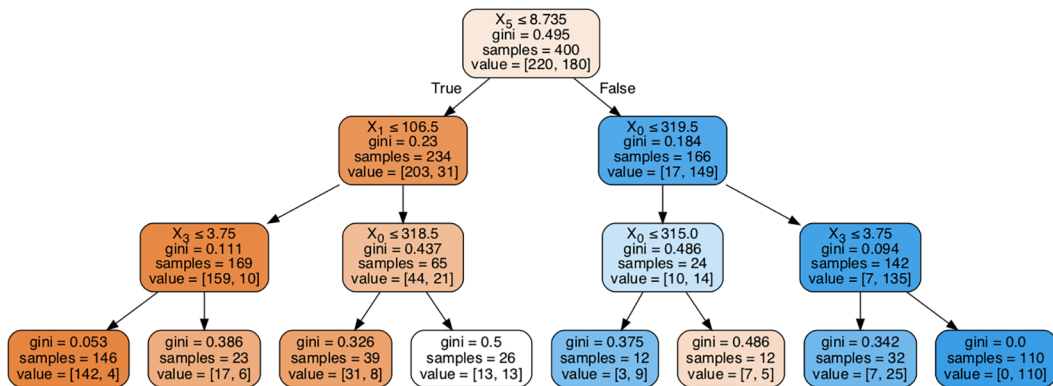 X₅ ≤ 8.735
gini = 0.495
samples = 400
value = [220, 180]
True
False
X₁ ≤ 106.5
gini = 0.23
samples = 234
value = [203, 31]
X₀ ≤ 319.5
gini = 0.184
samples = 166
value = [17, 149]
X₃ ≤ 3.75
gini = 0.111
samples = 169
value = [159, 10]
X₀ ≤ 318.5
gini = 0.437
samples = 65
value = [44, 21]
X₀ ≤ 315.0
gini = 0.486
samples = 24
value = [10, 14]
X₃ ≤ 3.75
gini = 0.094
samples = 142
value = [7, 135]
gini = 0.053
samples = 146
value = [142, 4]
gini = 0.386
samples = 23
value = [17, 6]
gini = 0.326
samples = 39
value = [31, 8]
gini = 0.5
samples = 26
value = [13, 13]
gini = 0.375
samples = 12
value = [3, 9]
gini = 0.486
samples = 12
value = [7, 5]
gini = 0.342
samples = 32
value = [7, 25]
gini = 0.0
samples = 110
value = [0, 110]